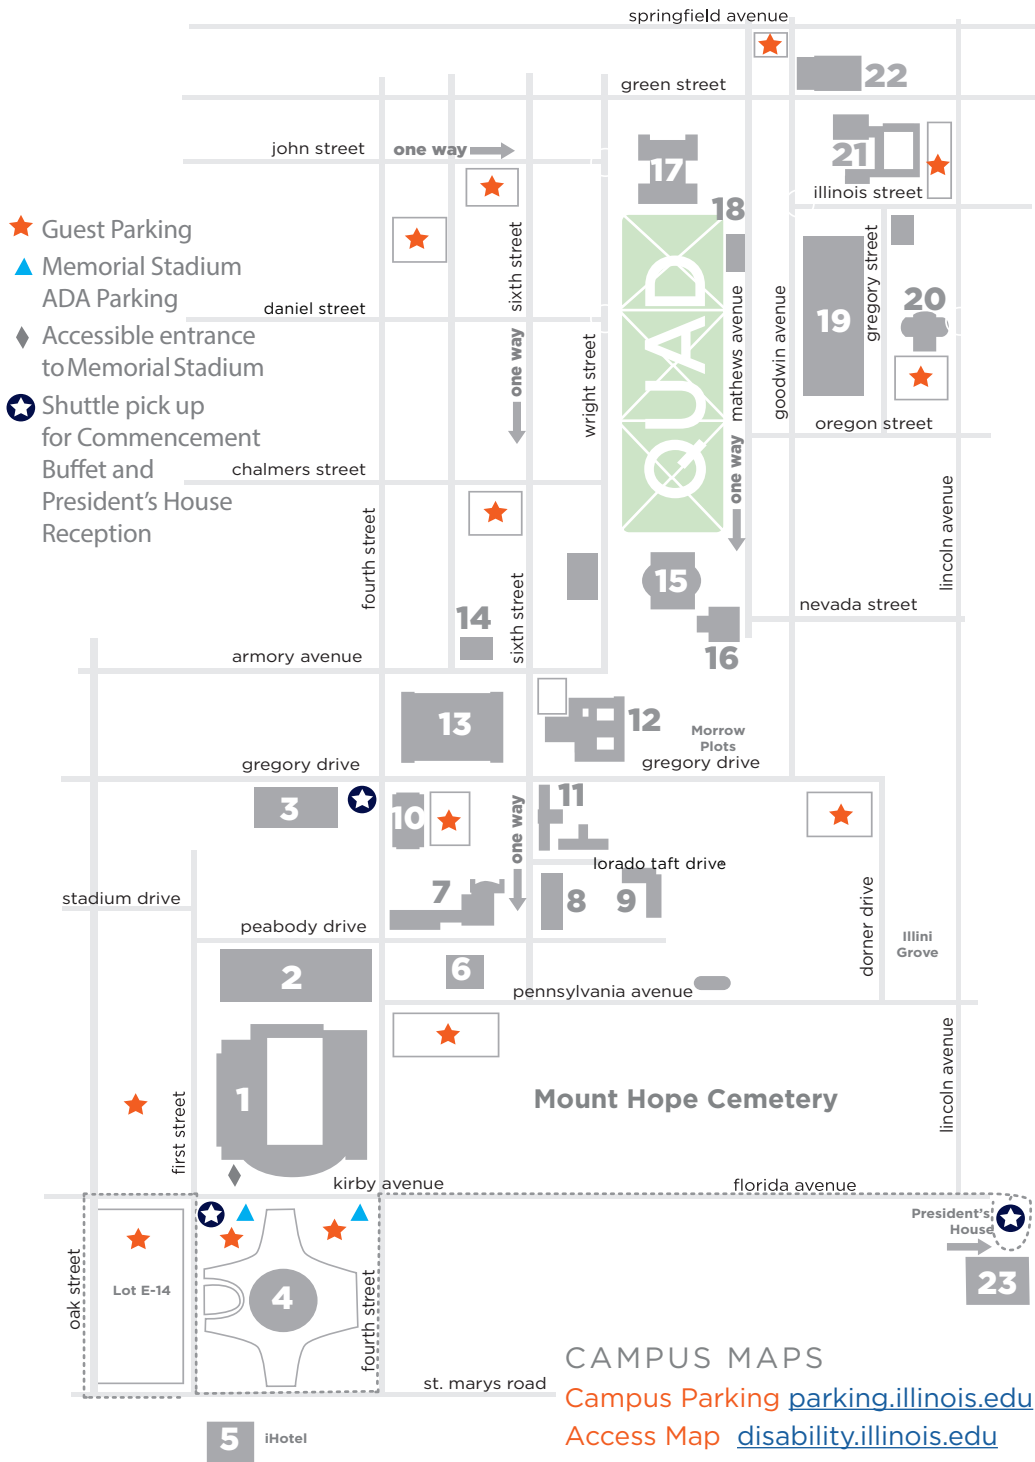 springfield avenue
22
green street
john street
one way
17
21
illinois street
18
Guest Parking
Memorial Stadium
ADA Parking
Accessible entrance
to Memorial Stadium
Shuttle pick up
for Commencement
Buffet and
President's House
Reception
sixth street
daniel street
one way
wright street
QUAD
mathews avenue
one way
goodwin avenue
19
gregory street
20
oregon street
chalmers street
fourth street
lincoln avenue
15
nevada street
14
sixth street
16
armory avenue
13
12
Morrow
Plots
gregory drive
gregory drive
3
10
11
one way
lorado taft drive
7
8
9
stadium drive
peabody drive
dorner drive
Illini
Grove
2
6
pennsylvania avenue
1
first street
Mount Hope Cemetery
lincoln avenue
kirby avenue
florida avenue
President's
House
oak street
Lot E-14
4
fourth street
23
st. marys road
5
iHotel
CAMPUS MAPS
Campus Parking parking.illinois.edu
Access Map disability.illinois.edu